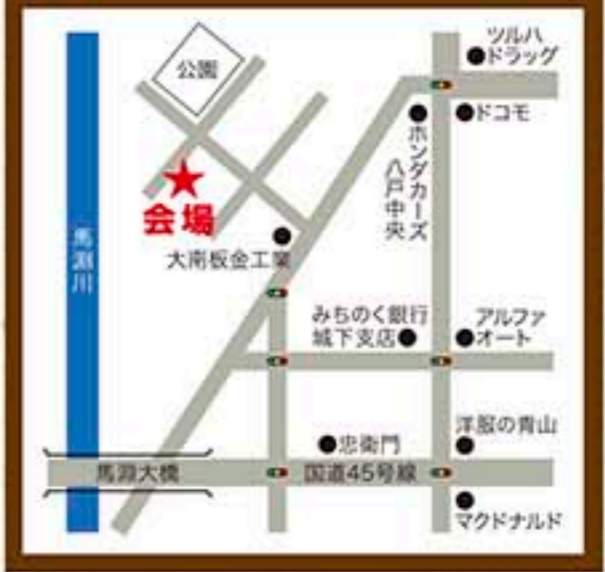 ツルハ
ドラッグ
公園
ドコモ
ホンダカーズ
八戸中央
会場
馬淵川
大南板金工業
みちのく銀行
城下支店
アルファ
オート
洋服の青山
忠衛門
馬淵大橋
国道45号線
マクドナルド